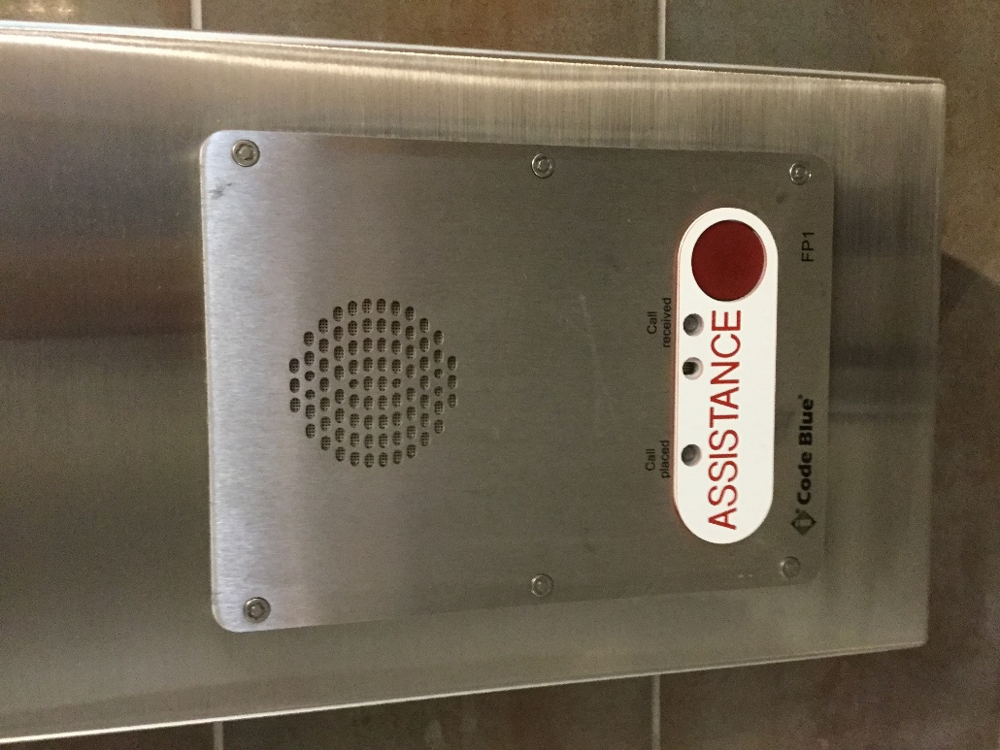 Call
placed
Call
received
ASSISTANCE
Code Blue®
FP1